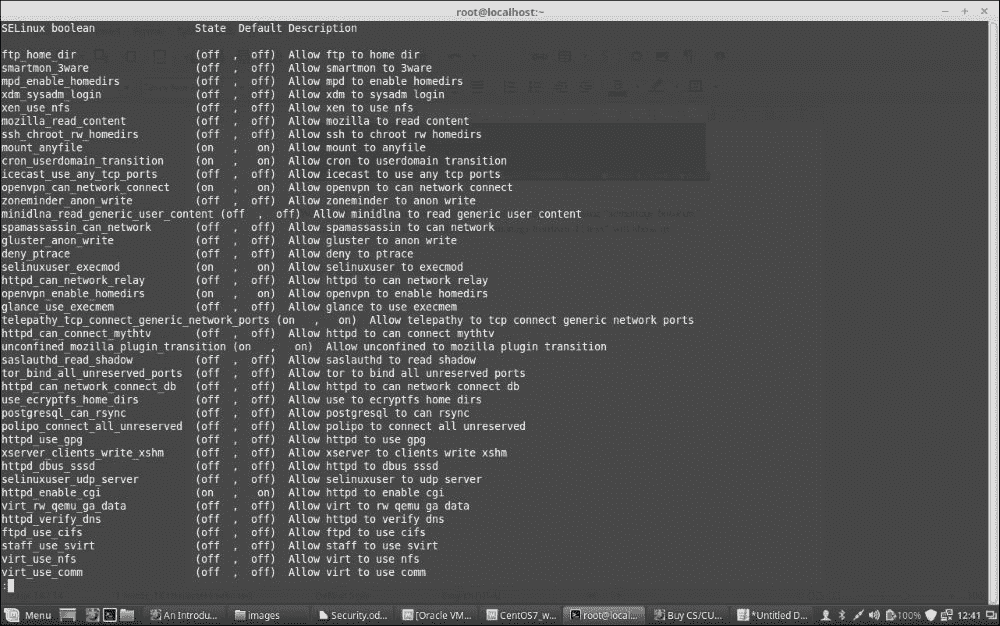 root@localhost:~
SELinux boolean State Default Description
ftp_home_dir (off , off) Allow ftp to home dir
smartmon_3ware (off , off) Allow smartmon to 3ware
mpd_enable_homedirs (off , off) Allow mpd to enable homedirs
xdm_sysadm_login (off , off) Allow xdm to sysadm login
xen_use_nfs (off , off) Allow xen to use nfs
mozilla_read_content (off , off) Allow mozilla to read content
ssh_chroot_rw_homedirs (off , off) Allow ssh to chroot rw homedirs
mount_anyfile (on , on) Allow mount to anyfile
cron_userdomain_transition (on , on) Allow cron to userdomain transition
icecast_use_any_tcp_ports (off , off) Allow icecast to use any tcp ports
openvpn_can_network_connect (on , on) Allow openvpn to can network connect
zoneminder_anon_write (off , off) Allow zoneminder to anon write
minidlna_read_generic_user_content (off , off) Allow minidlna to read generic user content
spamassassin_can_network (off , off) Allow spamassassin to can network
gluster_anon_write (off , off) Allow gluster to anon write
deny_ptrace (off , off) Allow deny to ptrace
selinuxuser_execmod (on , on) Allow selinuxuser to execmod
httpd_can_network_relay (off , off) Allow httpd to can network relay
openvpn_enable_homedirs (on , on) Allow openvpn to enable homedirs
glance_use_execmem (off , off) Allow glance to use execmem
telepathy_tcp_connect_generic_network_ports (on , on) Allow telepathy to tcp connect generic network ports
httpd_can_connect_mythtv (off , off) Allow httpd to can connect mythtv
unconfined_mozilla_plugin_transition (on , on) Allow unconfined to mozilla plugin transition
saslauthd_read_shadow (off , off) Allow saslauthd to read shadow
tor_bind_all_unreserved_ports (off , off) Allow tor to bind all unreserved ports
httpd_can_network_connect_db (off , off) Allow httpd to can network connect db
use_ecryptfs_home_dirs (off , off) Allow use to ecryptfs home dirs
postgresql_can_rsync (off , off) Allow postgresql to can rsync
polipo_connect_all_unreserved (off , off) Allow polipo to connect all unreserved
httpd_use_gpg (off , off) Allow httpd to use gpg
xserver_clients_write_xshm (off , off) Allow xserver to clients write xshm
httpd_dbus_sssd (off , off) Allow httpd to dbus sssd
selinuxuser_udp_server (off , off) Allow selinuxuser to udp server
httpd_enable_cgi (on , on) Allow httpd to enable cgi
virt_rw_qemu_ga_data (off , off) Allow virt to rw qemu ga data
httpd_verify_dns (off , off) Allow httpd to verify dns
ftpd_use_cifs (off , off) Allow ftpd to use cifs
staff_use_svirt (off , off) Allow staff to use svirt
virt_use_nfs (off , off) Allow virt to use nfs
virt_use_comm (off , off) Allow virt to use comm
:
Menu An Introdu... images Security.od... [Oracle VM... CentOS7_w... root@local... Buy CS/CU... *Untitled D... 100% 12:41